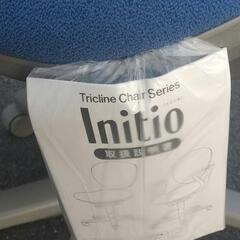 Tricline Chair Series
Initio
取扱説明書